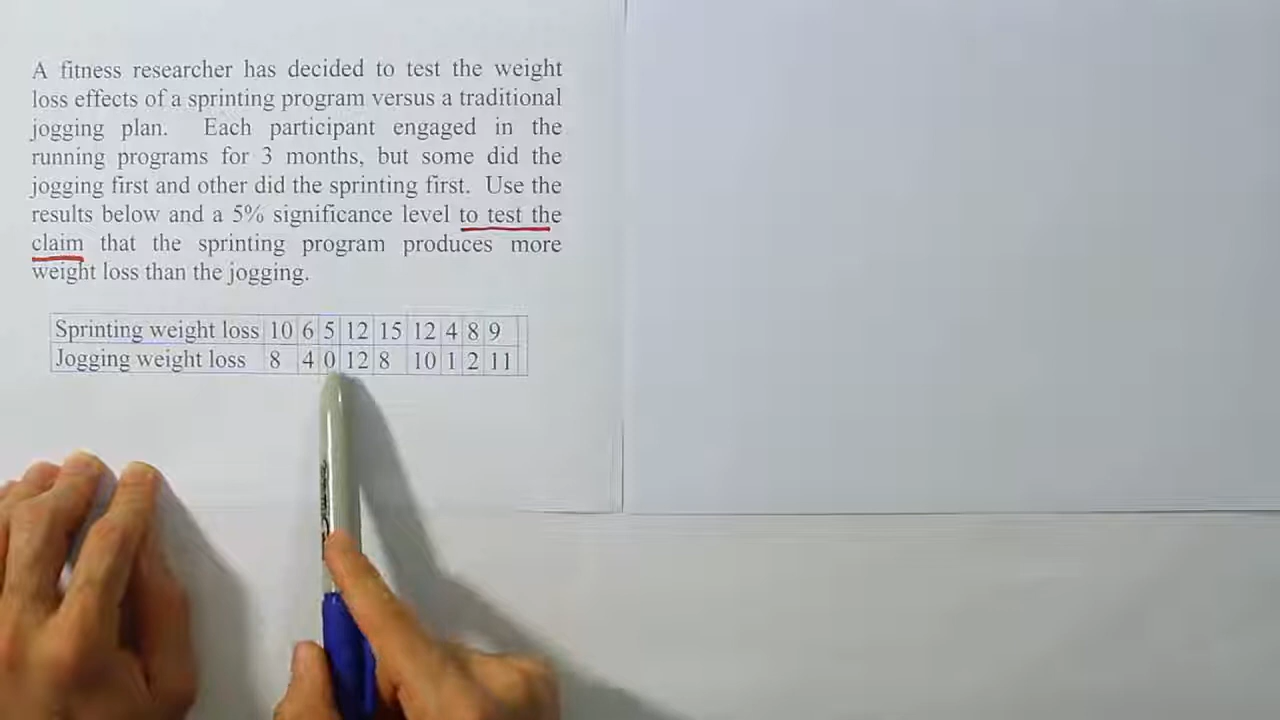 A fitness researcher has decided to test the weight
loss effects of a sprinting program versus a traditional
jogging plan. Each participant engaged in the
running programs for 3 months, but some did the
jogging first and other did the sprinting first. Use the
results below and a 5% significance level to test the
claim that the sprinting program produces more
weight loss than the jogging.
Sprinting weight loss 10 6 5 12 15 12 4 8 9
Jogging weight loss 8 4 0 12 8 10 1 2 11